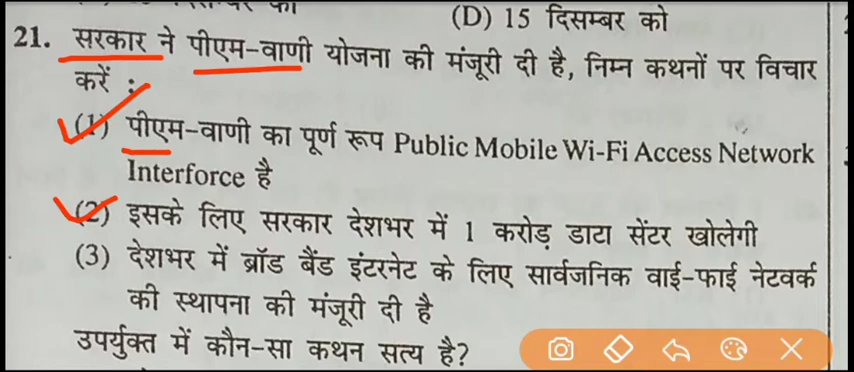 (D) 15 दिसम्बर को
21. सरकार ने पीएम-वाणी योजना की मंजूरी दी है, निम्न कथनों पर विचार
करें :
(1) पीएम-वाणी का पूर्ण रूप Public Mobile Wi-Fi Access Network
Interforce है
(2) इसके लिए सरकार देशभर में 1 करोड़ डाटा सेंटर खोलेगी
(3) देशभर में ब्रॉड बैंड इंटरनेट के लिए सार्वजनिक वाई-फाई नेटवर्क
की स्थापना की मंजूरी दी है
उपर्युक्त में कौन-सा कथन सत्य है?